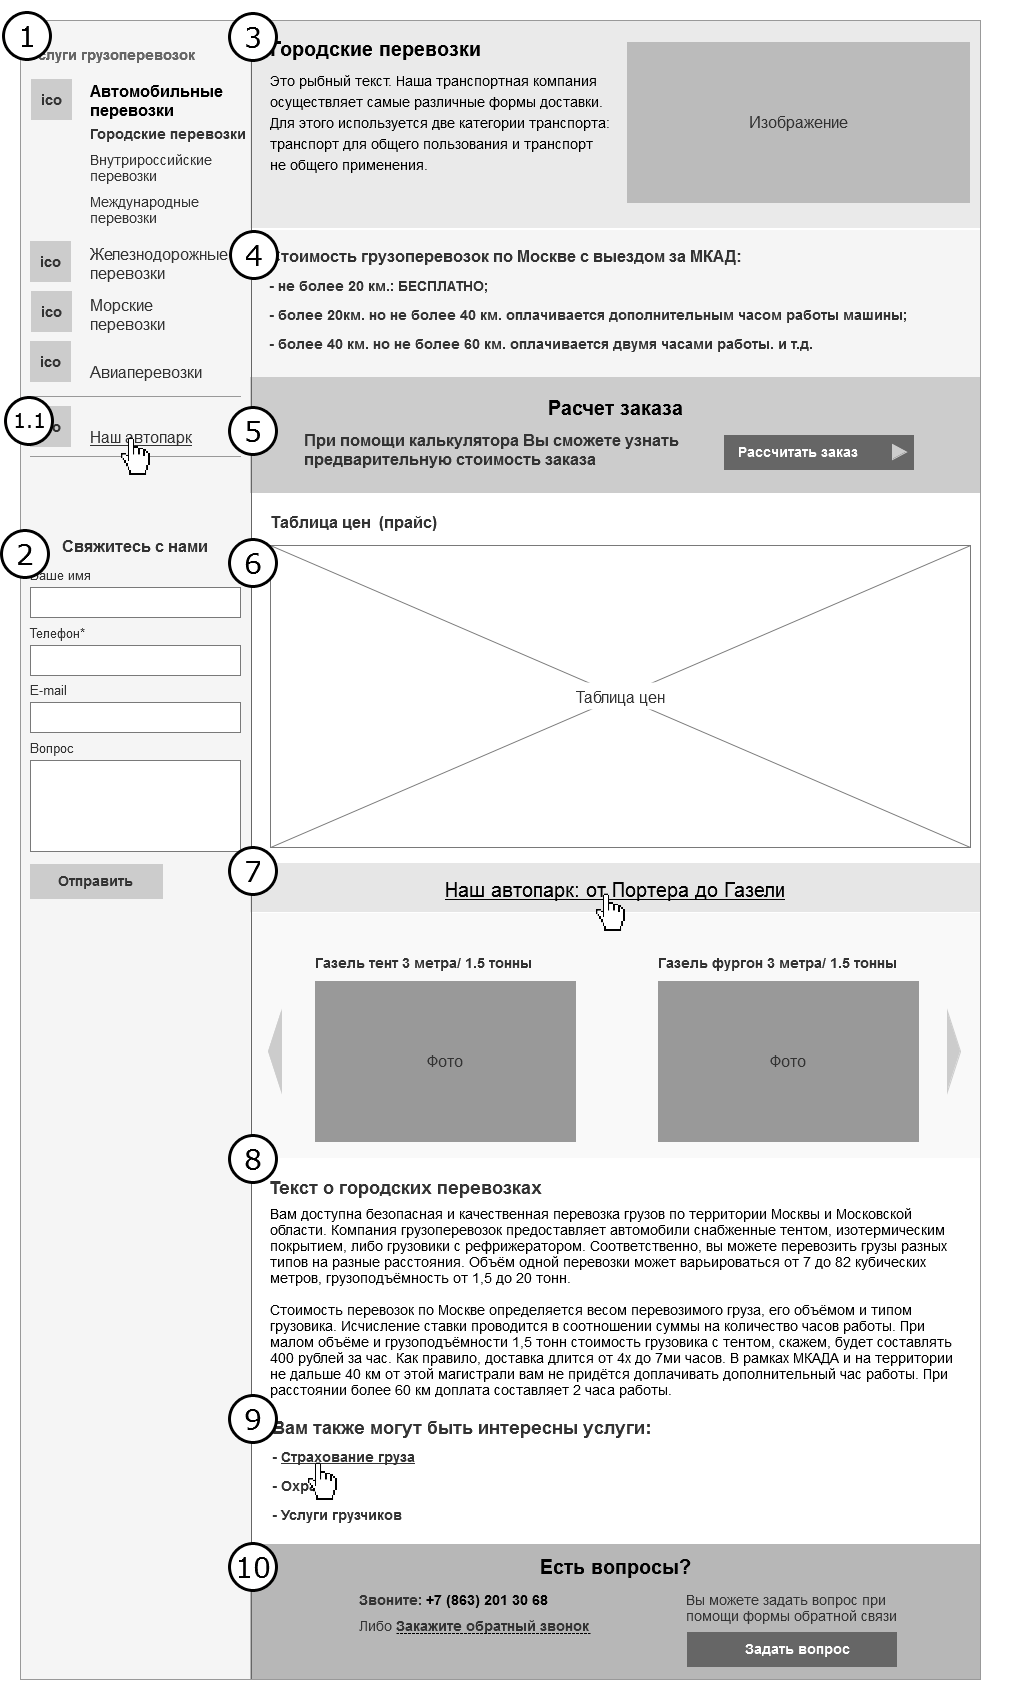 1
Услуги грузоперевозок
ico
Автомобильные
перевозки
Городские перевозки
Внутрироссийские
перевозки
Международные
перевозки
ico
Железнодорожные
перевозки
ico
Морские
перевозки
ico
Авиаперевозки
1.1
Наш автопарк
2
Свяжитесь с нами
Ваше имя
Телефон*
E-mail
Вопрос
Отправить
3
Городские перевозки
Это рыбный текст. Наша транспортная компания
осуществляет самые различные формы доставки.
Для этого используется две категории транспорта:
транспорт для общего пользования и транспорт
не общего применения.
Изображение
4
Стоимость грузоперевозок по Москве с выездом за МКАД:
- не более 20 км.: БЕСПЛАТНО;
- более 20км. но не более 40 км. оплачивается дополнительным часом работы машины;
- более 40 км. но не более 60 км. оплачивается двумя часами работы. и т.д.
5
Расчет заказа
При помощи калькулятора Вы сможете узнать
предварительную стоимость заказа
Рассчитать заказ
Таблица цен (прайс)
6
Таблица цен
7
Наш автопарк: от Портера до Газели
Газель тент 3 метра/ 1.5 тонны
Газель фургон 3 метра/ 1.5 тонны
Фото
Фото
8
Текст о городских перевозках
Вам доступна безопасная и качественная перевозка грузов по территории Москвы и Московской
области. Компания грузоперевозок предоставляет автомобили снабженные тентом, изотермическим
покрытием, либо грузовики с рефрижератором. Соответственно, вы можете перевозить грузы разных
типов на разные расстояния. Объём одной перевозки может варьироваться от 7 до 82 кубических
метров, грузоподъёмность от 1,5 до 20 тонн.
Стоимость перевозок по Москве определяется весом перевозимого груза, его объёмом и типом
грузовика. Исчисление ставки проводится в соотношении суммы на количество часов работы. При
малом объёме и грузоподъёмности 1,5 тонн стоимость грузовика с тентом, скажем, будет составлять
400 рублей за час. Как правило, доставка длится от 4х до 7ми часов. В рамках МКАДА и на территории
не дальше 40 км от этой магистрали вам не придётся доплачивать дополнительный час работы. При
расстоянии более 60 км доплата составляет 2 часа работы.
9
Вам также могут быть интересны услуги:
- Страхование груза
- Услуги грузчиков
10
Есть вопросы?
Звоните: +7 (863) 201 30 68
Либо Закажите обратный звонок
Вы можете задать вопрос при
помощи формы обратной связи
Задать вопрос